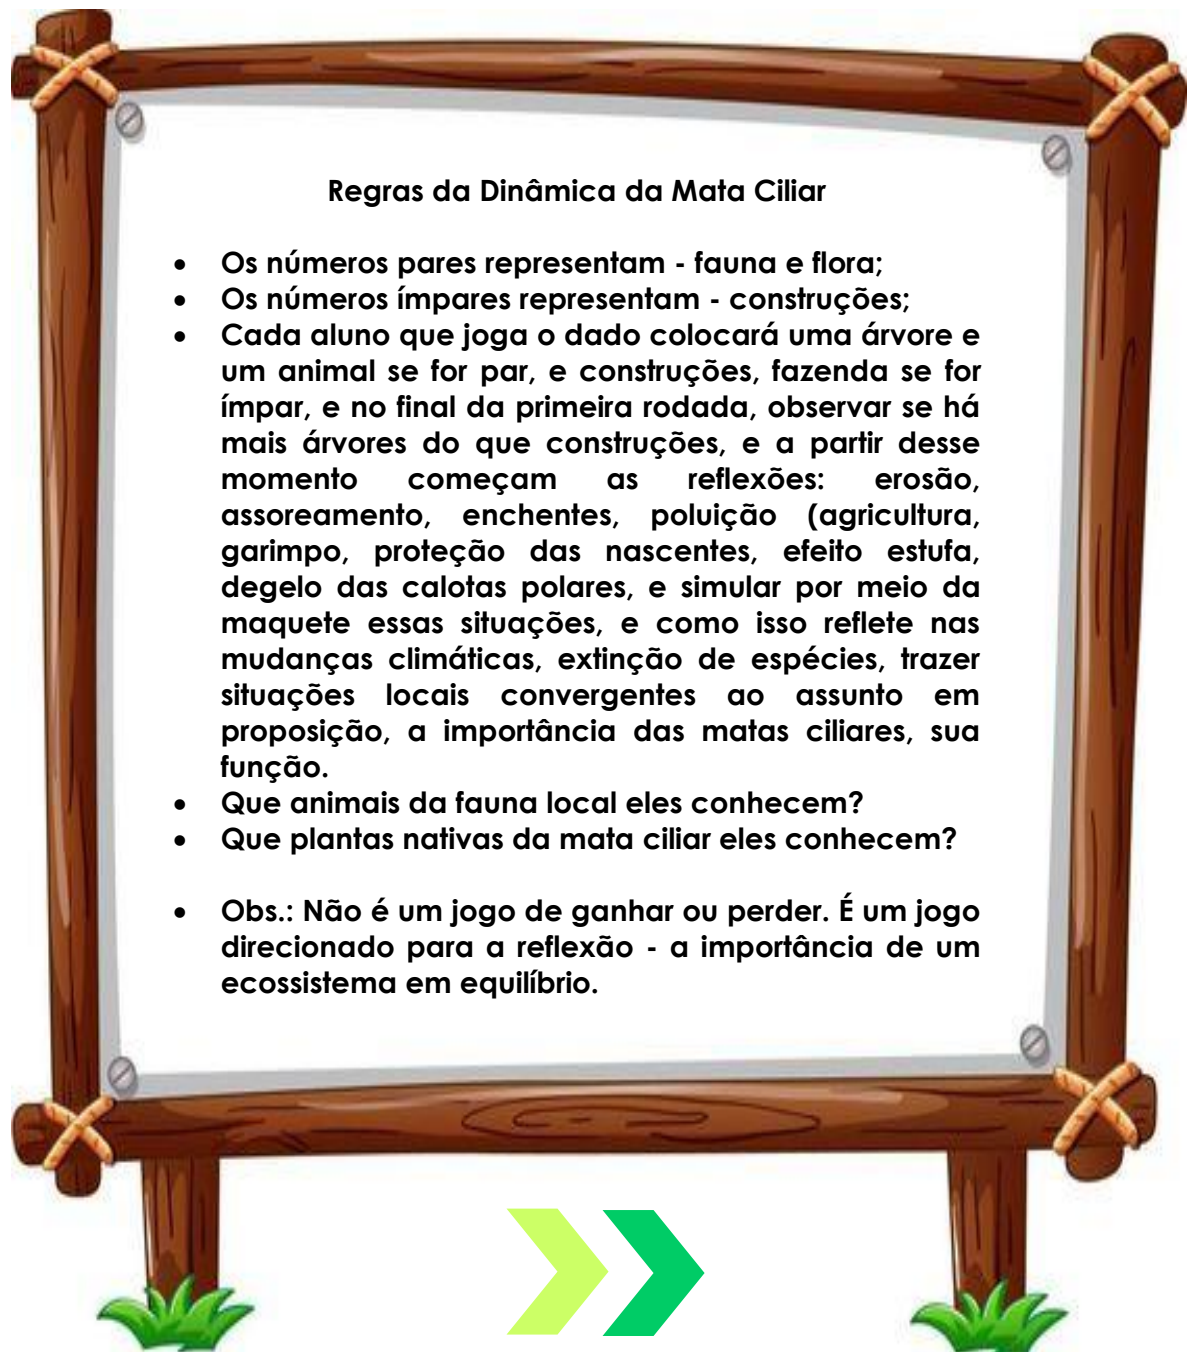 Regras da Dinâmica da Mata Ciliar
• Os números pares representam - fauna e flora;
• Os números ímpares representam - construções;
• Cada aluno que joga o dado colocará uma árvore e
um animal se for par, e construções, fazenda se for
ímpar, e no final da primeira rodada, observar se há
mais árvores do que construções, e a partir desse
momento começam as reflexões: erosão,
assoreamento, enchentes, poluição (agricultura,
garimpo, proteção das nascentes, efeito estufa,
degelo das calotas polares, e simular por meio da
maquete essas situações, e como isso reflete nas
mudanças climáticas, extinção de espécies, trazer
situações locais convergentes ao assunto em
proposição, a importância das matas ciliares, sua
função.
• Que animais da fauna local eles conhecem?
• Que plantas nativas da mata ciliar eles conhecem?
• Obs.: Não é um jogo de ganhar ou perder. É um jogo
direcionado para a reflexão - a importância de um
ecossistema em equilíbrio.